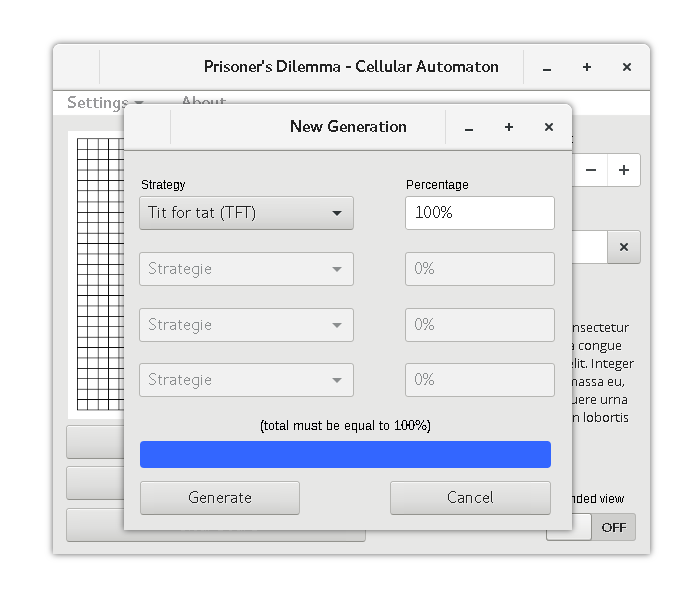 Prisoner's Dilemma - Cellular Automaton
Settings About
New Generation
Strategy Percentage
Tit for tat (TFT) 100%
Strategie 0%
Strategie 0%
Strategie 0%
(total must be equal to 100%)
Generate Cancel
nsectetur
congue
elit. Integer
massa eu,
uere urna
n lobortis
nded view
OFF